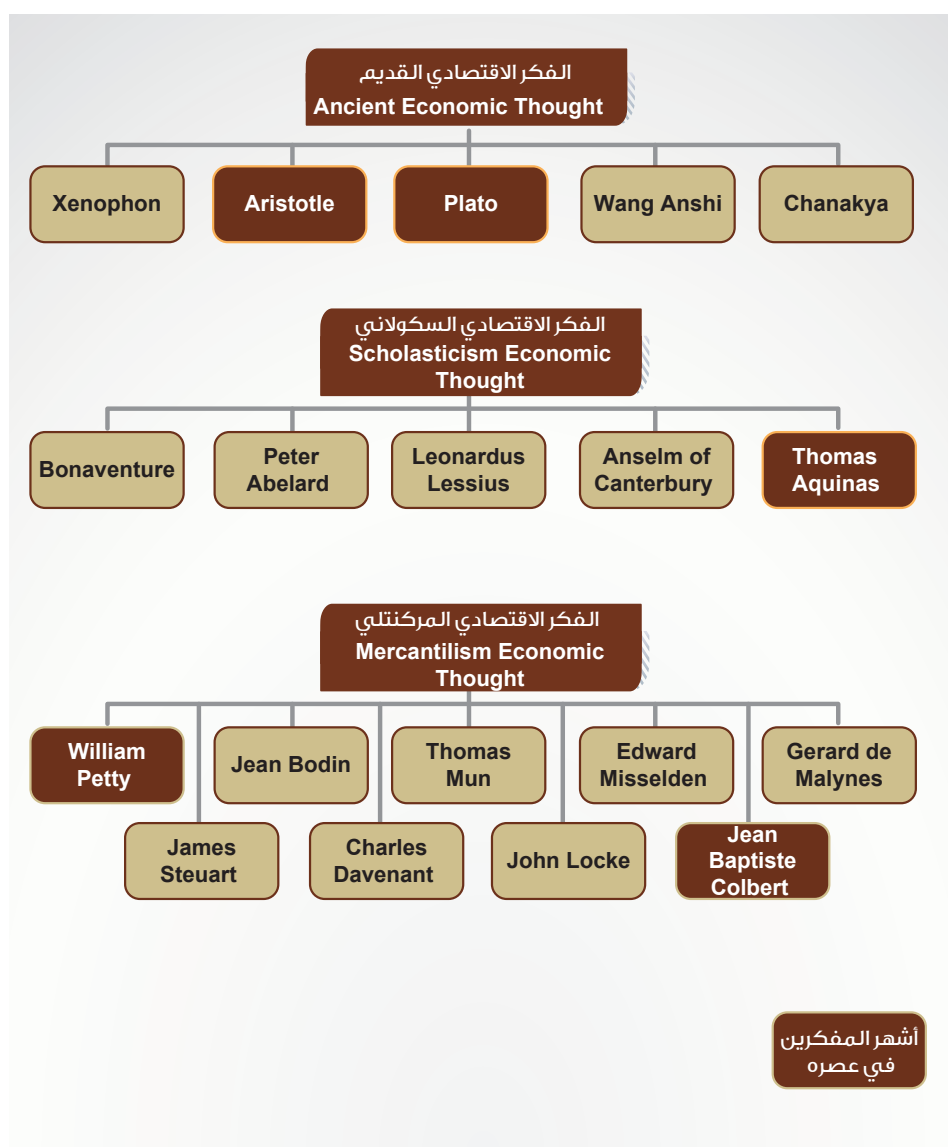 الفكر الاقتصادي القديم
Ancient Economic Thought
Xenophon
Aristotle
Plato
Wang Anshi
Chanakya
الفكر الاقتصادي السكولاني
Scholasticism Economic
Thought
Bonaventure
Peter
Abelard
Leonardus
Lessius
Anselm of
Canterbury
Thomas
Aquinas
الفكر الاقتصادي المركنتلي
Mercantilism Economic
Thought
William
Petty
Jean Bodin
Thomas
Mun
Edward
Misselden
Gerard de
Malynes
James
Steuart
Charles
Davenant
John Locke
Jean
Baptiste
Colbert
أشهر المفكرين
في عصره